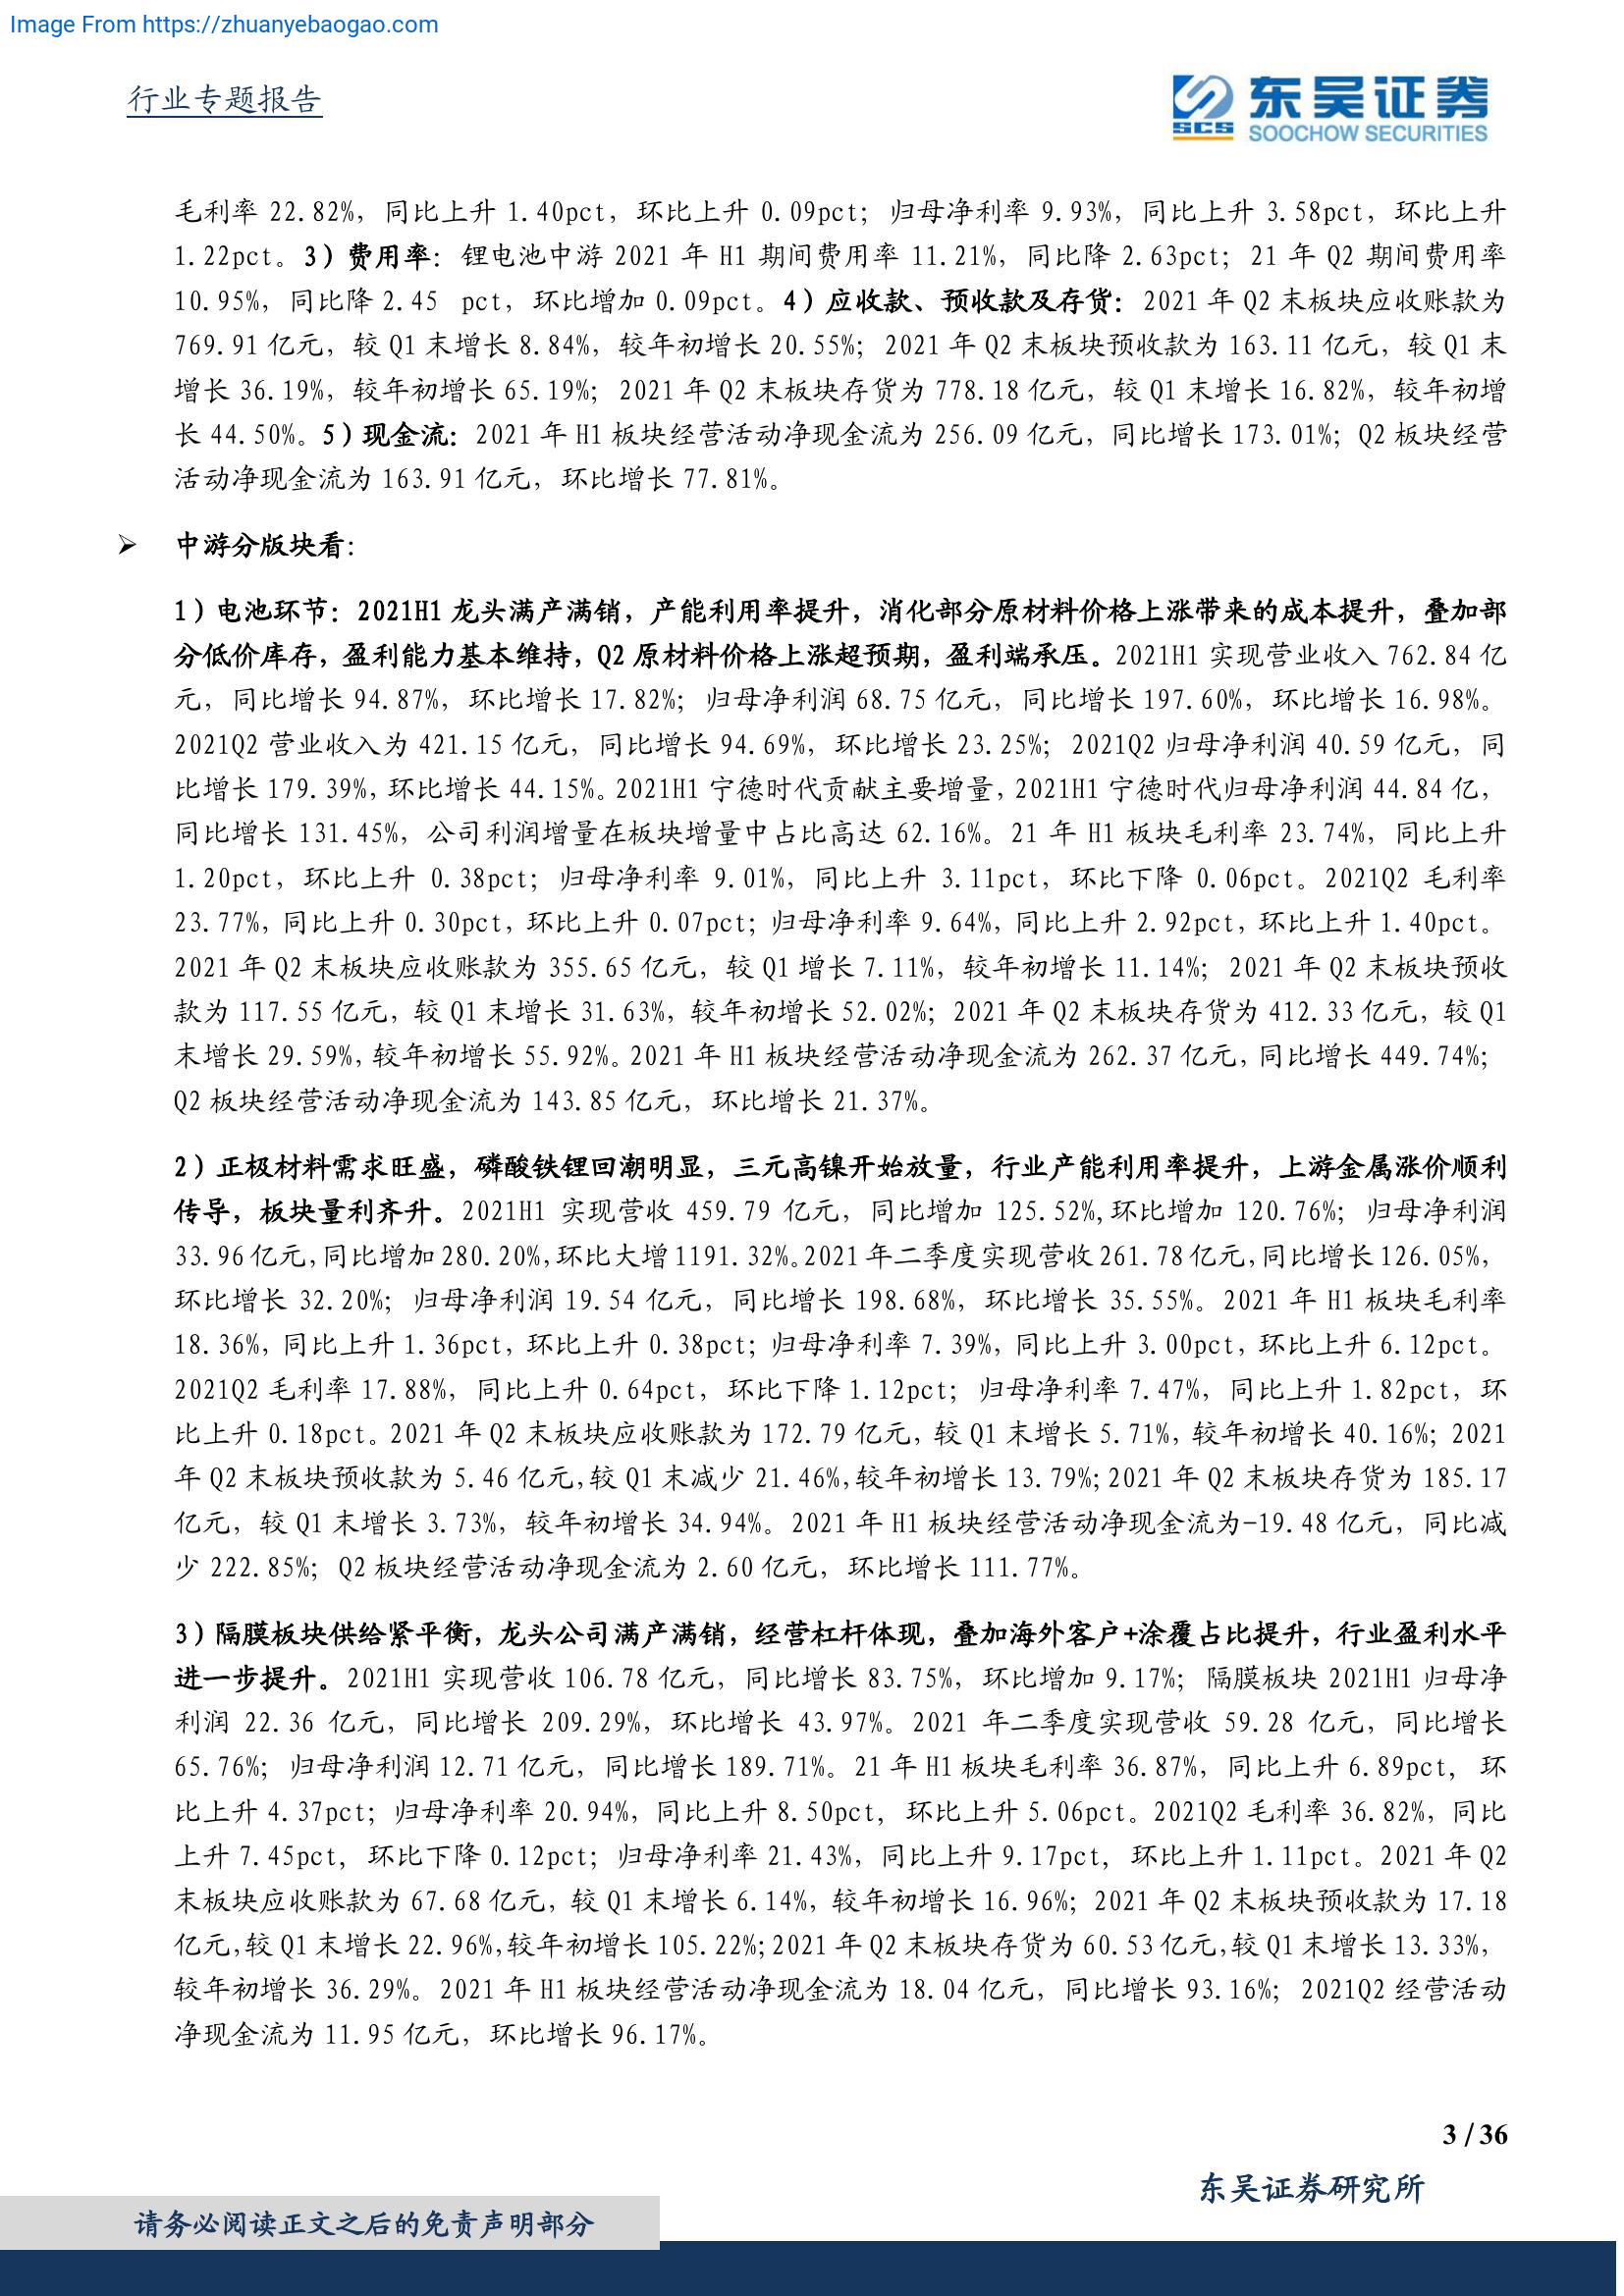 Image From https://zhuanyebaogao.com
行业专题报告
东吴证券
SCS
SOOCHOW SECURITIES
毛利率 22.82%，同比上升 1.40pct，环比上升 0.09pct；归母净利率 9.93%，同比上升 3.58pct，环比上升
1.22pct。3）费用率：锂电池中游 2021 年 H1 期间费用率 11.21%，同比降 2.63pct；21 年 Q2 期间费用率
10.95%，同比降 2.45 pct，环比增加 0.09pct。4）应收款、预收款及存货：2021 年 Q2 末板块应收账款为
769.91 亿元，较 Q1 末增长 8.84%，较年初增长 20.55%；2021 年 Q2 末板块预收款为 163.11 亿元，较 Q1 末
增长 36.19%，较年初增长 65.19%；2021 年 Q2 末板块存货为 778.18 亿元，较 Q1 末增长 16.82%，较年初增
长 44.50%。5）现金流：2021 年 H1 板块经营活动净现金流为 256.09 亿元，同比增长 173.01%；Q2 板块经营
活动净现金流为 163.91 亿元，环比增长 77.81%。
➢ 中游分版块看：
1）电池环节：2021H1 龙头满产满销，产能利用率提升，消化部分原材料价格上涨带来的成本提升，叠加部
分低价库存，盈利能力基本维持，Q2 原材料价格上涨超预期，盈利端承压。2021H1 实现营业收入 762.84 亿
元，同比增长 94.87%，环比增长 17.82%；归母净利润 68.75 亿元，同比增长 197.60%，环比增长 16.98%。
2021Q2 营业收入为 421.15 亿元，同比增长 94.69%，环比增长 23.25%；2021Q2 归母净利润 40.59 亿元，同
比增长 179.39%，环比增长 44.15%。2021H1 宁德时代贡献主要增量，2021H1 宁德时代归母净利润 44.84 亿，
同比增长 131.45%，公司利润增量在板块增量中占比高达 62.16%。21 年 H1 板块毛利率 23.74%，同比上升
1.20pct，环比上升 0.38pct；归母净利率 9.01%，同比上升 3.11pct，环比下降 0.06pct。2021Q2 毛利率
23.77%，同比上升 0.30pct，环比上升 0.07pct；归母净利率 9.64%，同比上升 2.92pct，环比上升 1.40pct。
2021 年 Q2 末板块应收账款为 355.65 亿元，较 Q1 增长 7.11%，较年初增长 11.14%；2021 年 Q2 末板块预收
款为 117.55 亿元，较 Q1 末增长 31.63%，较年初增长 52.02%；2021 年 Q2 末板块存货为 412.33 亿元，较 Q1
末增长 29.59%，较年初增长 55.92%。2021 年 H1 板块经营活动净现金流为 262.37 亿元，同比增长 449.74%；
Q2 板块经营活动净现金流为 143.85 亿元，环比增长 21.37%。
2）正极材料需求旺盛，磷酸铁锂回潮明显，三元高镍开始放量，行业产能利用率提升，上游金属涨价顺利
传导，板块量利齐升。2021H1 实现营收 459.79 亿元，同比增加 125.52%,环比增加 120.76%；归母净利润
33.96 亿元，同比增加 280.20%，环比大增 1191.32%。2021 年二季度实现营收 261.78 亿元，同比增长 126.05%，
环比增长 32.20%；归母净利润 19.54 亿元，同比增长 198.68%，环比增长 35.55%。2021 年 H1 板块毛利率
18.36%，同比上升 1.36pct，环比上升 0.38pct；归母净利率 7.39%，同比上升 3.00pct，环比上升 6.12pct。
2021Q2 毛利率 17.88%，同比上升 0.64pct，环比下降 1.12pct；归母净利率 7.47%，同比上升 1.82pct，环
比上升 0.18pct。2021 年 Q2 末板块应收账款为 172.79 亿元，较 Q1 末增长 5.71%，较年初增长 40.16%；2021
年 Q2 末板块预收款为 5.46 亿元，较 Q1 末减少 21.46%，较年初增长 13.79%；2021 年 Q2 末板块存货为 185.17
亿元，较 Q1 末增长 3.73%，较年初增长 34.94%。2021 年 H1 板块经营活动净现金流为-19.48 亿元，同比减
少 222.85%；Q2 板块经营活动净现金流为 2.60 亿元，环比增长 111.77%。
3）隔膜板块供给紧平衡，龙头公司满产满销，经营杠杆体现，叠加海外客户+涂覆占比提升，行业盈利水平
进一步提升。2021H1 实现营收 106.78 亿元，同比增长 83.75%，环比增加 9.17%；隔膜板块 2021H1 归母净
利润 22.36 亿元，同比增长 209.29%，环比增长 43.97%。2021 年二季度实现营收 59.28 亿元，同比增长
65.76%；归母净利润 12.71 亿元，同比增长 189.71%。21 年 H1 板块毛利率 36.87%，同比上升 6.89pct，环
比上升 4.37pct；归母净利率 20.94%，同比上升 8.50pct，环比上升 5.06pct。2021Q2 毛利率 36.82%，同比
上升 7.45pct，环比下降 0.12pct；归母净利率 21.43%，同比上升 9.17pct，环比上升 1.11pct。2021 年 Q2
末板块应收账款为 67.68 亿元，较 Q1 末增长 6.14%，较年初增长 16.96%；2021 年 Q2 末板块预收款为 17.18
亿元，较 Q1 末增长 22.96%，较年初增长 105.22%；2021 年 Q2 末板块存货为 60.53 亿元，较 Q1 末增长 13.33%，
较年初增长 36.29%。2021 年 H1 板块经营活动净现金流为 18.04 亿元，同比增长 93.16%；2021Q2 经营活动
净现金流为 11.95 亿元，环比增长 96.17%。
3 / 36
东吴证券研究所
请务必阅读正文之后的免责声明部分